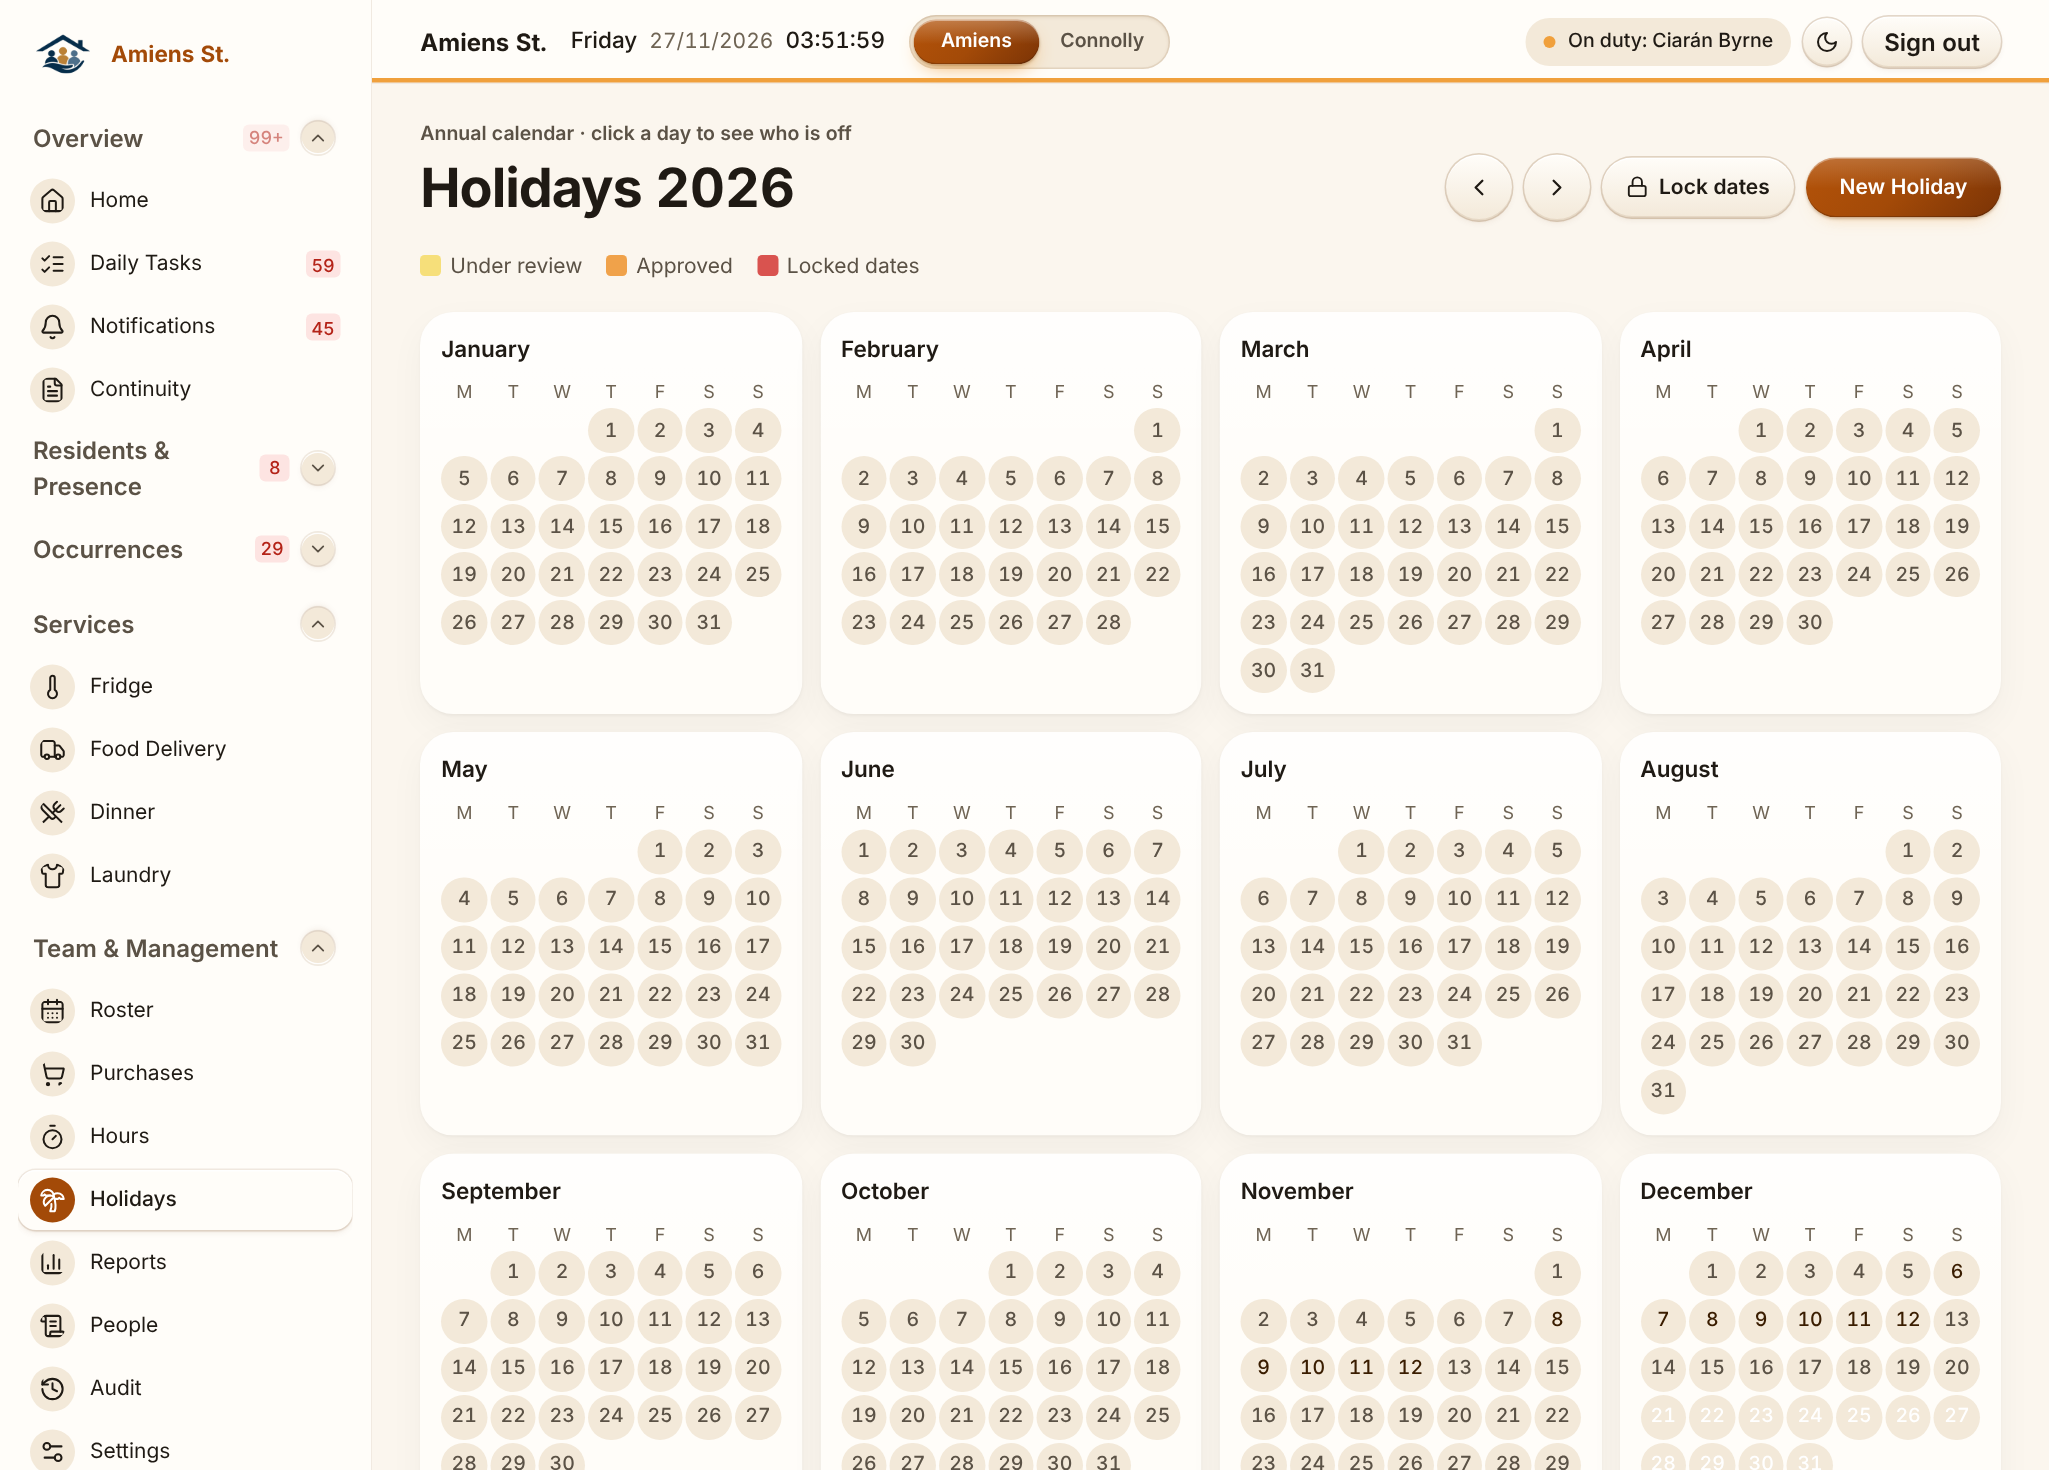 Amiens St.
Overview 99+
Home
Daily Tasks 59
Notifications 45
Continuity
Residents &
Presence 8
Occurrences 29
Services
Fridge
Food Delivery
Dinner
Laundry
Team & Management
Roster
Purchases
Hours
Holidays
Reports
People
Audit
Settings
Amiens St. Friday 27/11/2026 03:51:59 Amiens Connolly On duty: Ciarán Byrne Sign out
Annual calendar · click a day to see who is off
Holidays 2026
Lock dates New Holiday
Under review Approved Locked dates
January
M T W T F S S
1 2 3 4
5 6 7 8 9 10 11
12 13 14 15 16 17 18
19 20 21 22 23 24 25
26 27 28 29 30 31
February
M T W T F S S
1
2 3 4 5 6 7 8
9 10 11 12 13 14 15
16 17 18 19 20 21 22
23 24 25 26 27 28
March
M T W T F S S
1
2 3 4 5 6 7 8
9 10 11 12 13 14 15
16 17 18 19 20 21 22
23 24 25 26 27 28 29
30 31
April
M T W T F S S
1 2 3 4 5
6 7 8 9 10 11 12
13 14 15 16 17 18 19
20 21 22 23 24 25 26
27 28 29 30
May
M T W T F S S
1 2 3
4 5 6 7 8 9 10
11 12 13 14 15 16 17
18 19 20 21 22 23 24
25 26 27 28 29 30 31
June
M T W T F S S
1 2 3 4 5 6 7
8 9 10 11 12 13 14
15 16 17 18 19 20 21
22 23 24 25 26 27 28
29 30
July
M T W T F S S
1 2 3 4 5
6 7 8 9 10 11 12
13 14 15 16 17 18 19
20 21 22 23 24 25 26
27 28 29 30 31
August
M T W T F S S
1 2
3 4 5 6 7 8 9
10 11 12 13 14 15 16
17 18 19 20 21 22 23
24 25 26 27 28 29 30
31
September
M T W T F S S
1 2 3 4 5 6
7 8 9 10 11 12 13
14 15 16 17 18 19 20
21 22 23 24 25 26 27
28 29 30
October
M T W T F S S
1 2 3 4
5 6 7 8 9 10 11
12 13 14 15 16 17 18
19 20 21 22 23 24 25
26 27 28 29 30 31
November
M T W T F S S
1
2 3 4 5 6 7 8
9 10 11 12 13 14 15
16 17 18 19 20 21 22
23 24 25 26 27 28 29
December
M T W T F S S
1 2 3 4 5 6
7 8 9 10 11 12 13
14 15 16 17 18 19 20
21 22 23 24 25 26 27
28 29 30 31